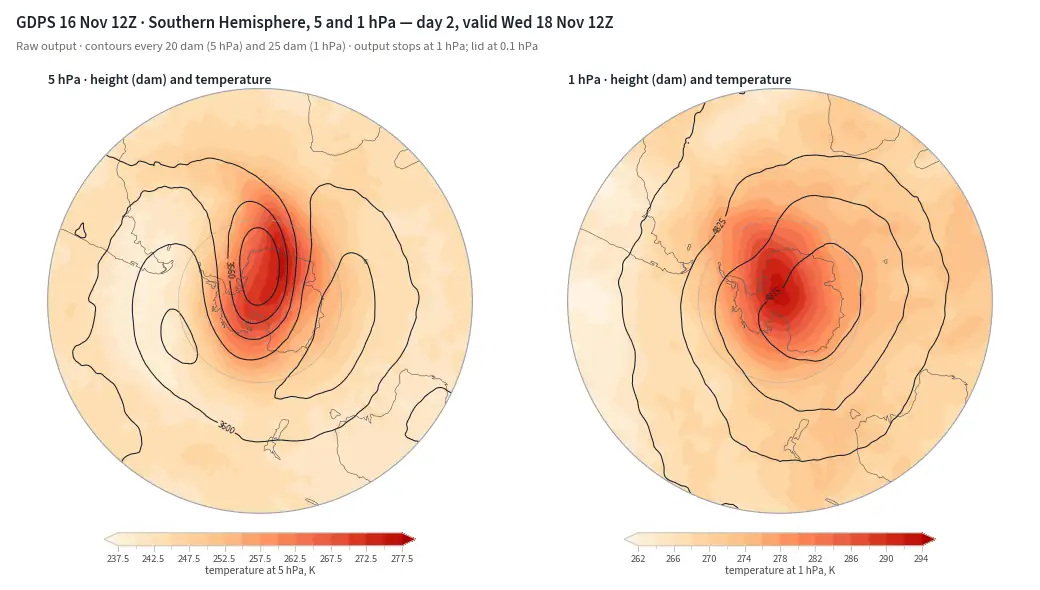 GDPS 16 Nov 12Z · Southern Hemisphere, 5 and 1 hPa — day 2, valid Wed 18 Nov 12Z
Raw output · contours every 20 dam (5 hPa) and 25 dam (1 hPa) · output stops at 1 hPa; lid at 0.1 hPa
5 hPa · height (dam) and temperature
1 hPa · height (dam) and temperature
4825
3660
3600
237.5 242.5 247.5 252.5 257.5 262.5 267.5 272.5 277.5
temperature at 5 hPa, K
262 266 270 274 278 282 286 290 294
temperature at 1 hPa, K